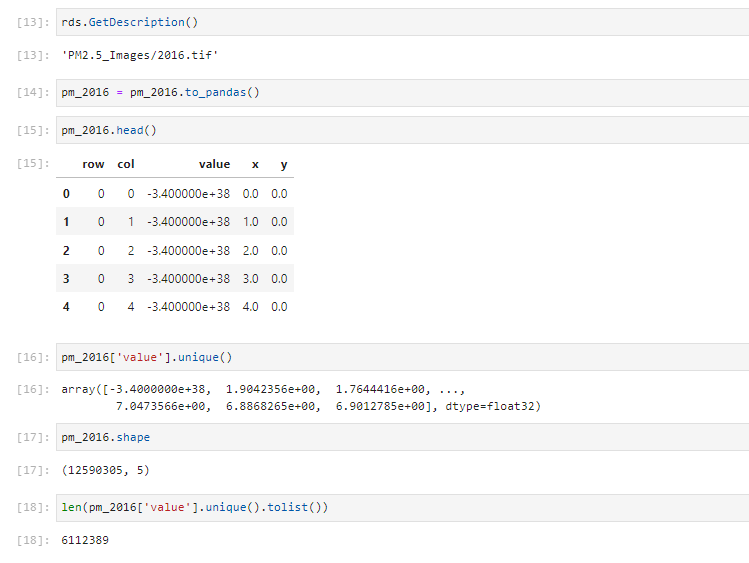 [13]: rds.GetDescription()
[13]: 'PM2.5_Images/2016.tif'
[14]: pm_2016 = pm_2016.to_pandas()
[15]: pm_2016.head()
[15]: row col value x y
0 0 0 -3.400000e+38 0.0 0.0
1 0 1 -3.400000e+38 1.0 0.0
2 0 2 -3.400000e+38 2.0 0.0
3 0 3 -3.400000e+38 3.0 0.0
4 0 4 -3.400000e+38 4.0 0.0
[16]: pm_2016['value'].unique()
[16]: array([-3.4000000e+38, 1.9042356e+00, 1.7644416e+00, ...,
7.0473566e+00, 6.8868265e+00, 6.9012785e+00], dtype=float32)
[17]: pm_2016.shape
[17]: (12590305, 5)
[18]: len(pm_2016['value'].unique().tolist())
[18]: 6112389